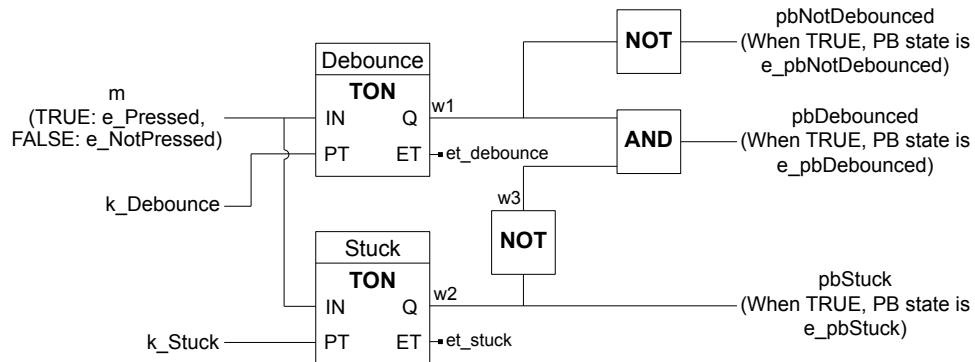 pbNotDebounced
(When TRUE, PB state is
e_pbNotDebounced)
NOT
Debounce
TON
m
(TRUE: e_Pressed,
FALSE: e_NotPressed)
IN
Q
w1
PT
ET
et_debounce
k_Debounce
AND
pbDebounced
(When TRUE, PB state is
e_pbDebounced)
w3
NOT
Stuck
TON
IN
Q
w2
PT
ET
et_stuck
k_Stuck
pbStuck
(When TRUE, PB state is
e_pbStuck)